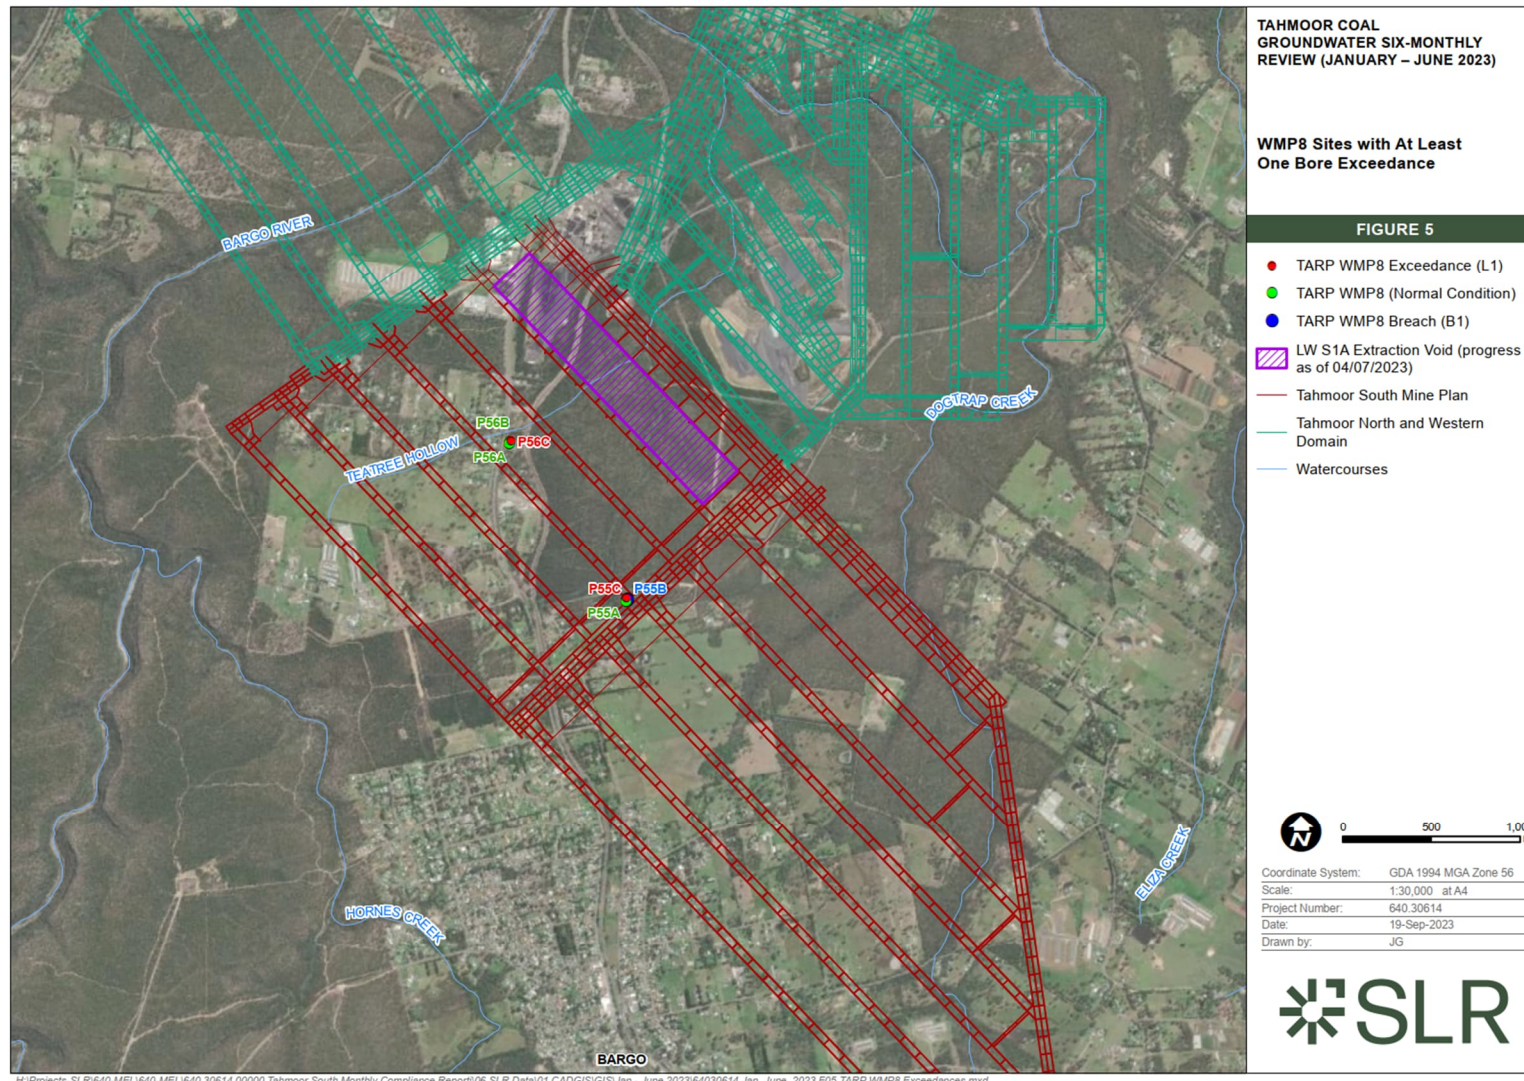 TAHMOOR COAL
GROUNDWATER SIX-MONTHLY
REVIEW (JANUARY – JUNE 2023)
WMP8 Sites with At Least
One Bore Exceedance
FIGURE 5
TARP WMP8 Exceedance (L1)
TARP WMP8 (Normal Condition)
TARP WMP8 Breach (B1)
LW S1A Extraction Void (progress
as of 04/07/2023)
Tahmoor South Mine Plan
Tahmoor North and Western
Domain
Watercourses
BARGO RIVER
DOGTRAP CREEK
P56B
P56C
P56A
TEATREE HOLLOW
P55C
P55B
P55A
ELIZA CREEK
HORNES CREEK
BARGO
N
0 500 1,00
Coordinate System: GDA 1994 MGA Zone 56
Scale: 1:30,000 at A4
Project Number: 640.30614
Date: 19-Sep-2023
Drawn by: JG
SLR